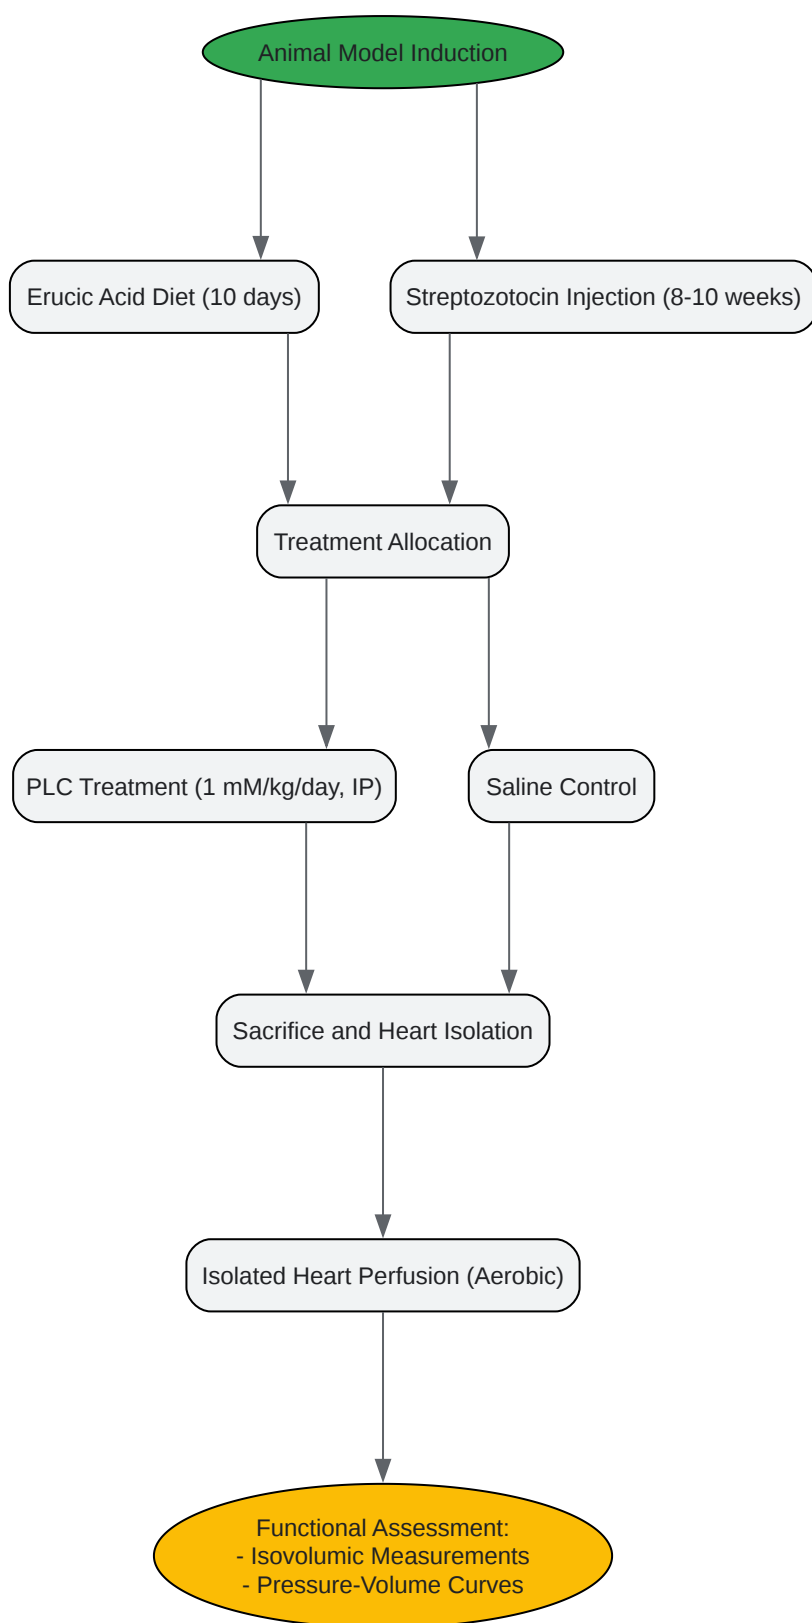 Animal Model Induction
Erucic Acid Diet (10 days)
Streptozotocin Injection (8-10 weeks)
Treatment Allocation
PLC Treatment (1 mM/kg/day, IP)
Saline Control
Sacrifice and Heart Isolation
Isolated Heart Perfusion (Aerobic)
Functional Assessment:
- Isovolumic Measurements
- Pressure-Volume Curves